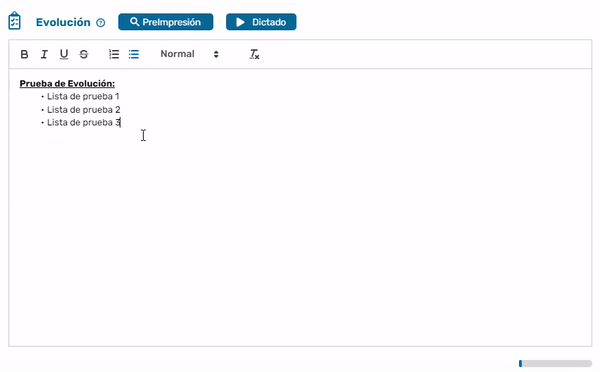 Evolución PreImpresión Dictado
B I U S Normal
Prueba de Evolución:
• Lista de prueba 1
• Lista de prueba 2
• Lista de prueba 3